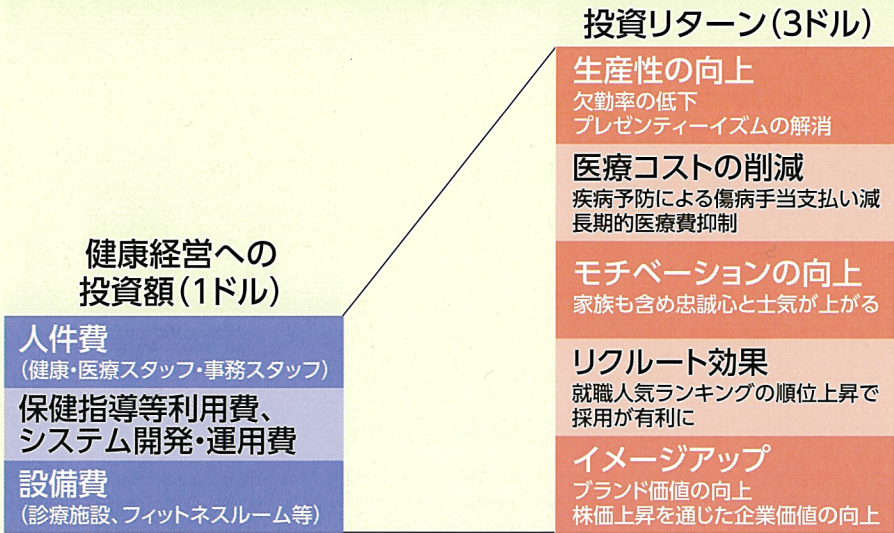 健康経営への
投資額(1ドル)
人件費
(健康・医療スタッフ・事務スタッフ)
保健指導等利用費、
システム開発・運用費
設備費
(診療施設、フィットネスルーム等)
投資リターン(3ドル)
生産性の向上
欠勤率の低下
プレゼンティーイズムの解消
医療コストの削減
疾病予防による傷病手当支払い減
長期的医療費抑制
モチベーションの向上
家族も含め忠誠心と士気が上がる
リクルート効果
就職人気ランキングの順位上昇で
採用が有利に
イメージアップ
ブランド価値の向上
株価上昇を通じた企業価値の向上